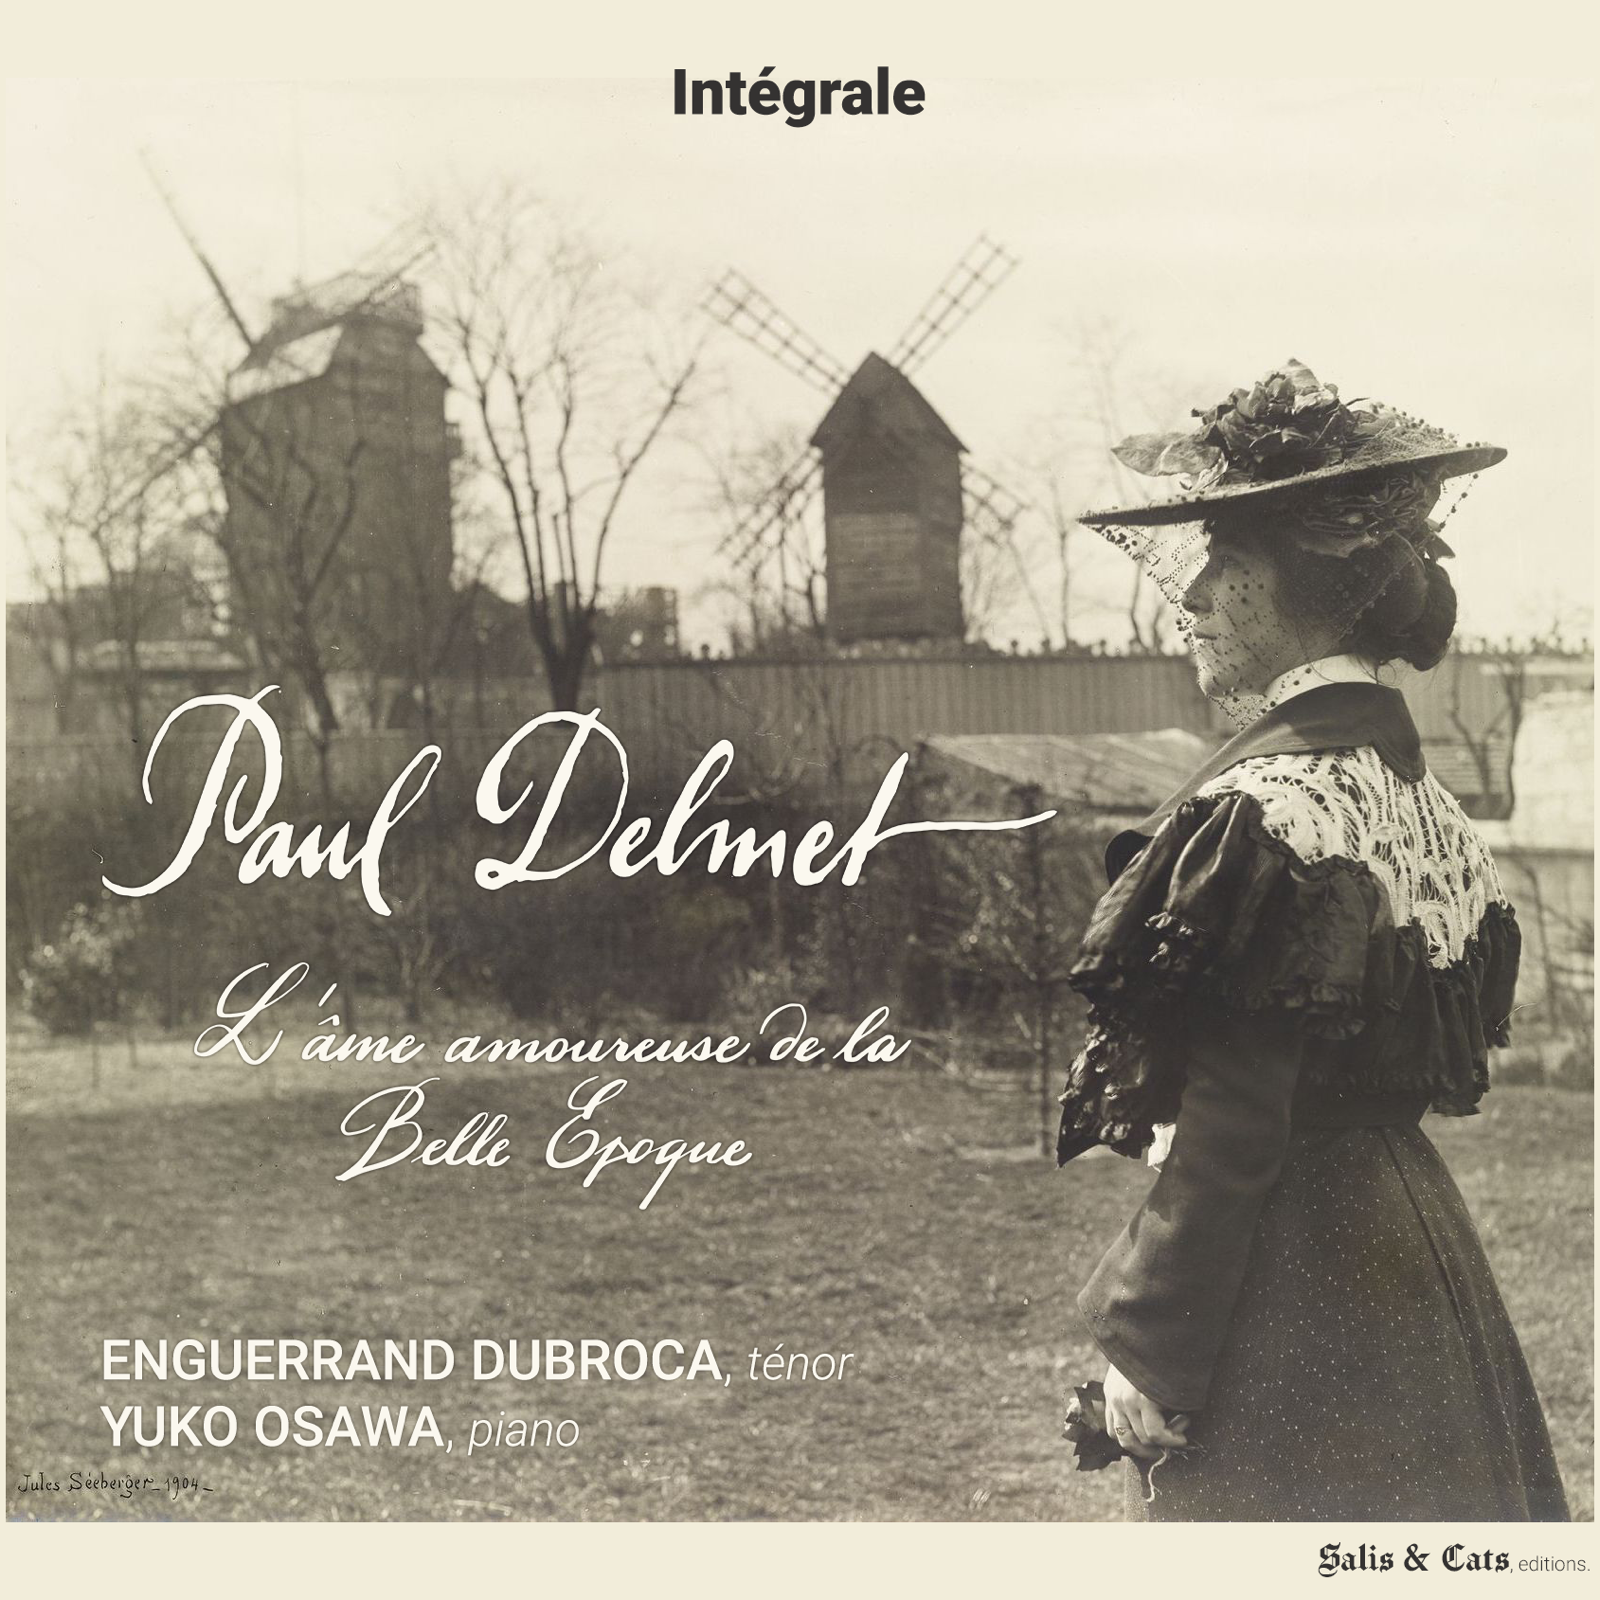 Intégrale
Paul Delmet
L'âme amoureuse de la
Belle Epoque
ENGUERRAND DUBROCA, ténor
YUKO OSAWA, piano
Jules Séeberger_1904_
Salis & Cats, editions.